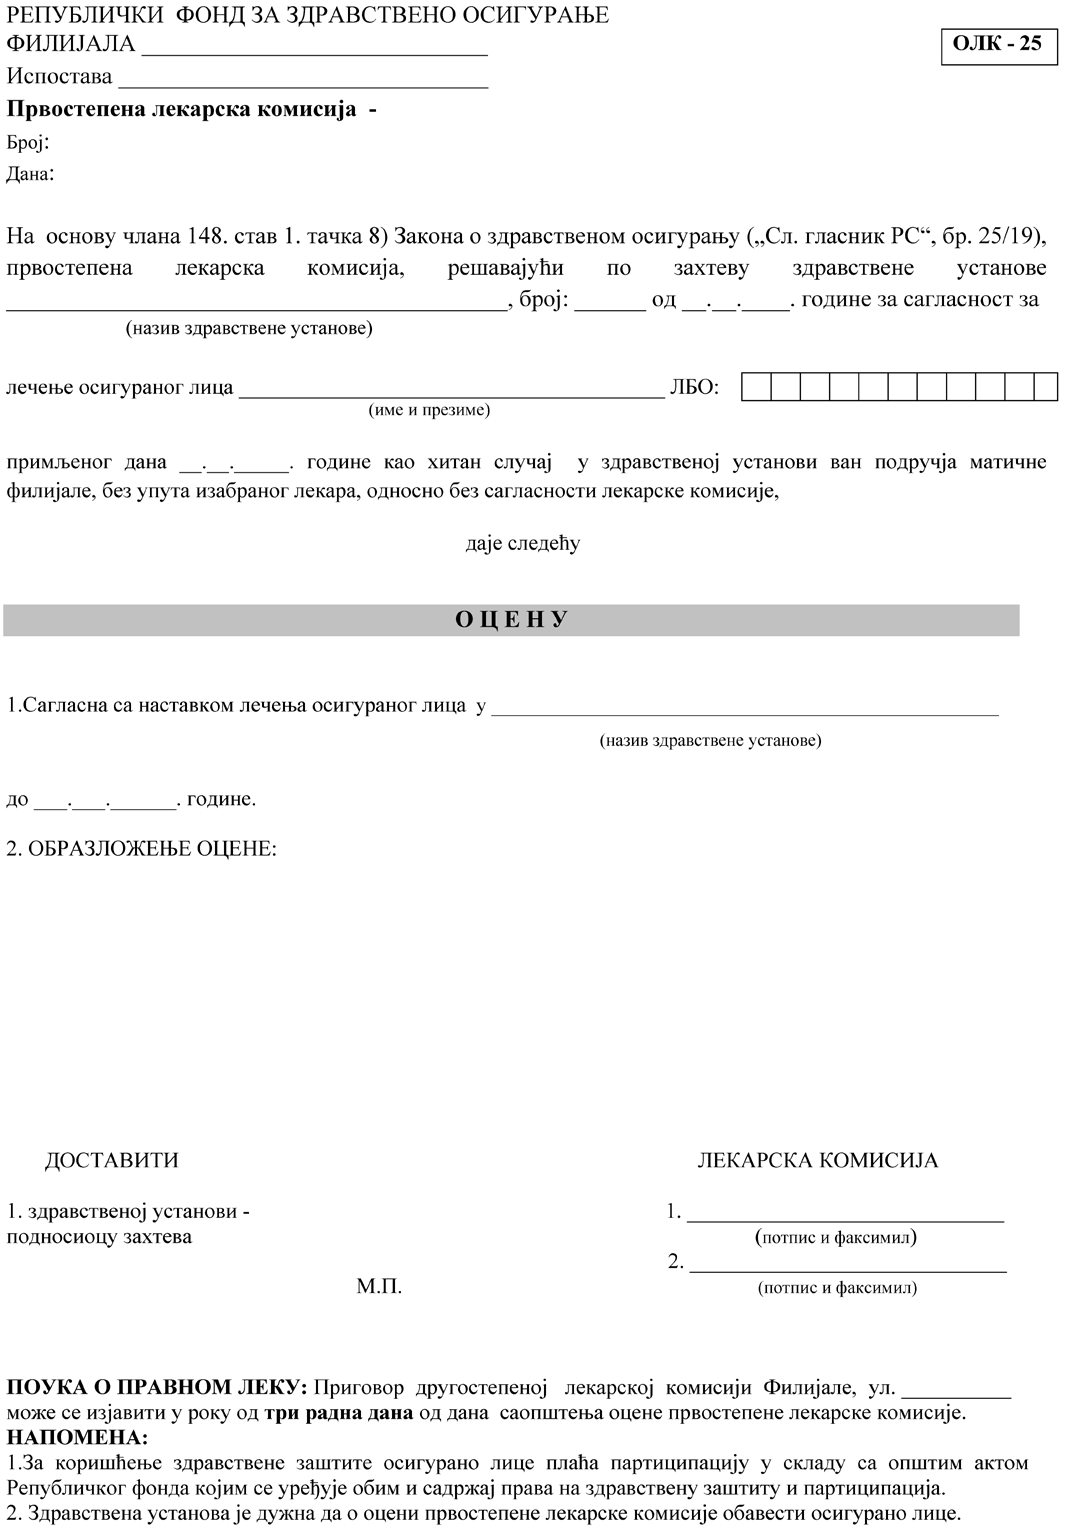 РЕПУБЛИЧКИ ФОНД ЗА ЗДРАВСТВЕНО ОСИГУРАЊЕ
ФИЛИЈАЛА ______________________________
ОЛК - 25
Испостава ________________________________
Првостепена лекарска комисија -
Број:
Дана:
На основу члана 148. став 1. тачка 8) Закона о здравственом осигурању („Сл. гласник РС“, бр. 25/19),
првостепена лекарска комисија, решавајући по захтеву здравствене установе
__________________________________________, број: ______ од __.__.____. године за сагласност за
(назив здравствене установе)
лечење осигураног лица _______________________________________ ЛБО:
(име и презиме)
примљеног дана __.__._____. године као хитан случај у здравственој установи ван подручја матичне
филијале, без упута изабраног лекара, односно без сагласности лекарске комисије,
даје следећу
О Ц Е Н У
1.Сагласна са наставком лечења осигураног лица у ______________________________________________
(назив здравствене установе)
до ___.___.______. године.
2. ОБРАЗЛОЖЕЊЕ ОЦЕНЕ:
ДОСТАВИТИ ЛЕКАРСКА КОМИСИЈА
1. здравственој установи - 1. _____________________________
подносиоцу захтева (потпис и факсимил)
2. _____________________________
М.П. (потпис и факсимил)
ПОУКА О ПРАВНОМ ЛЕКУ: Приговор другостепеној лекарској комисији Филијале, ул. __________
може се изјавити у року од три радна дана од дана саопштења оцене првостепене лекарске комисије.
НАПОМЕНА:
1.За коришћење здравствене заштите осигурано лице плаћа партиципацију у складу са општим актом
Републичког фонда којим се уређује обим и садржај права на здравствену заштиту и партиципација.
2. Здравствена установа је дужна да о оцени првостепене лекарске комисије обавести осигурано лице.